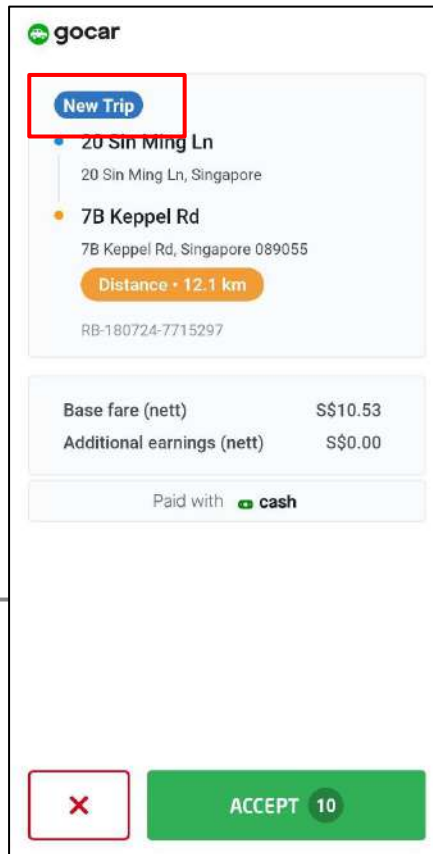 gocar
New Trip
20 Sin Ming Ln
20 Sin Ming Ln, Singapore
7B Keppel Rd
7B Keppel Rd, Singapore 089055
Distance • 12.1 km
RB-180724-7715297
Base fare (nett) S$10.53
Additional earnings (nett) S$0.00
Paid with cash
ACCEPT 10